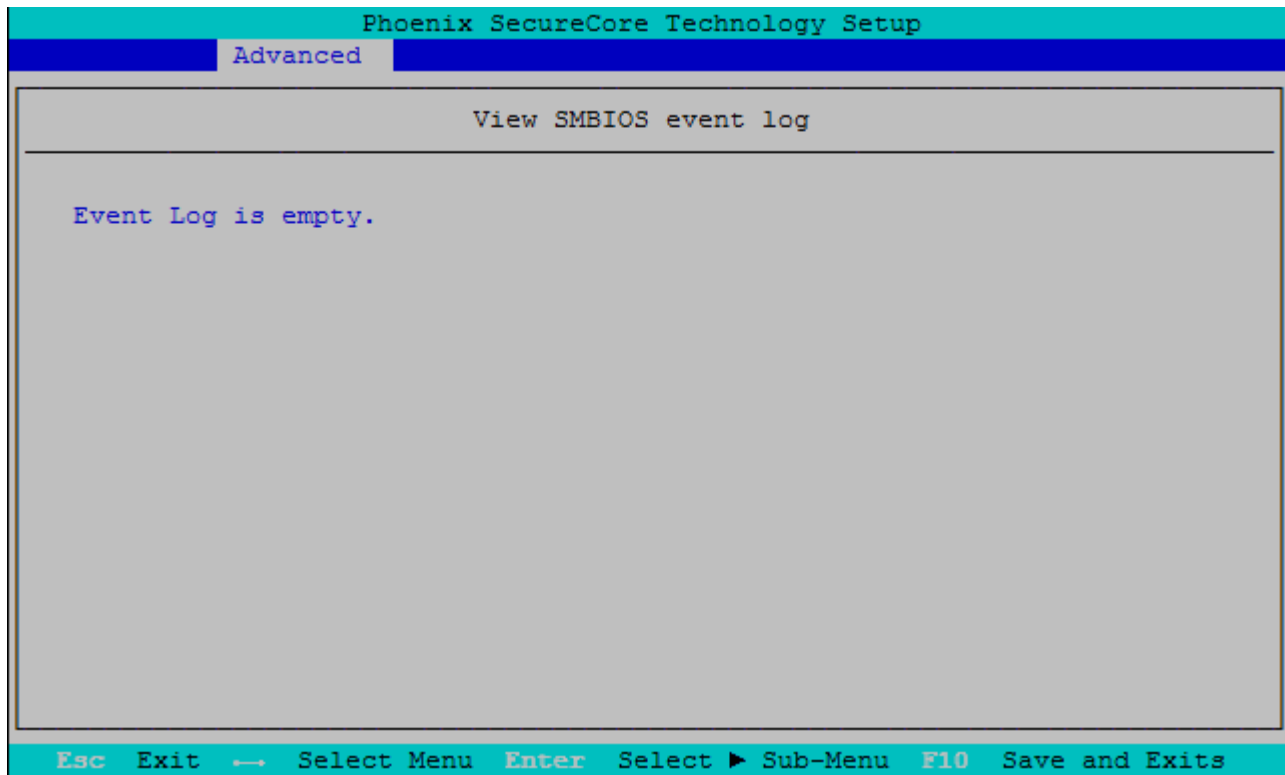 Phoenix SecureCore Technology Setup
Advanced
View SMBIOS event log
Event Log is empty.
Esc Exit ←→ Select Menu Enter Select ▶ Sub-Menu F10 Save and Exits